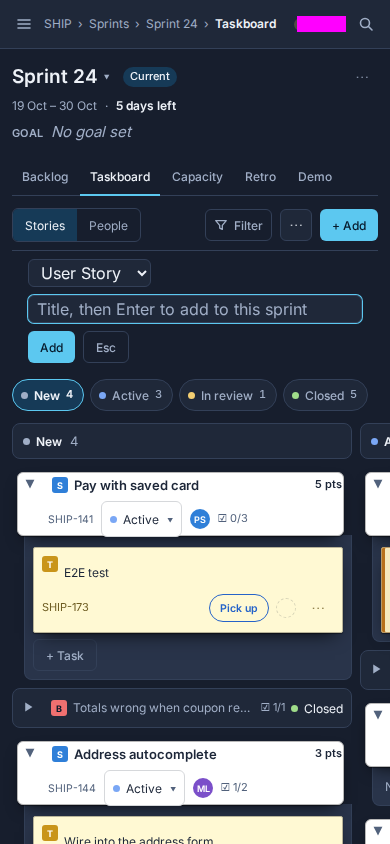 SHIP › Sprints › Sprint 24 › Taskboard
Sprint 24 Current ...
19 Oct – 30 Oct · 5 days left
GOAL No goal set
Backlog Taskboard Capacity Retro Demo
Stories People Filter ... + Add
User Story
Title, then Enter to add to this sprint
Add Esc
New 4 Active 3 In review 1 Closed 5
New 4
S Pay with saved card 5 pts
SHIP-141 Active PS 0/3
T E2E test
SHIP-173 Pick up ...
+ Task
B Totals wrong when coupon re... 1/1 Closed
S Address autocomplete 3 pts
SHIP-144 Active ML 1/2
T Wire into the address form